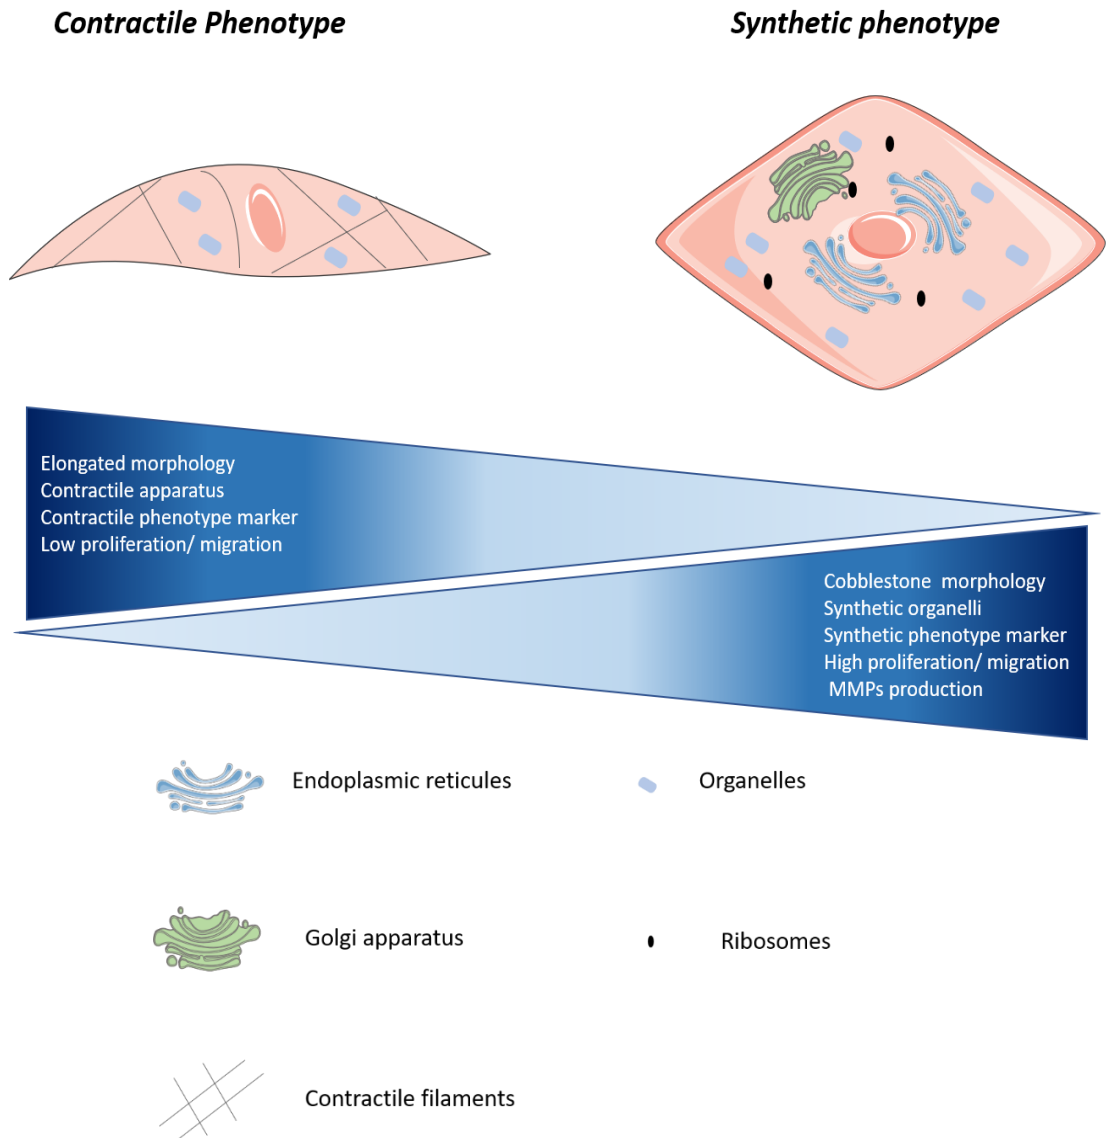 Contractile Phenotype
Synthetic phenotype
Elongated morphology
Contractile apparatus
Contractile phenotype marker
Low proliferation/ migration
Cobblestone  morphology
Synthetic organelli
Synthetic phenotype marker
High proliferation/ migration
MMPs production
Endoplasmic reticules
Organelles
Golgi apparatus
Ribosomes
Contractile filaments